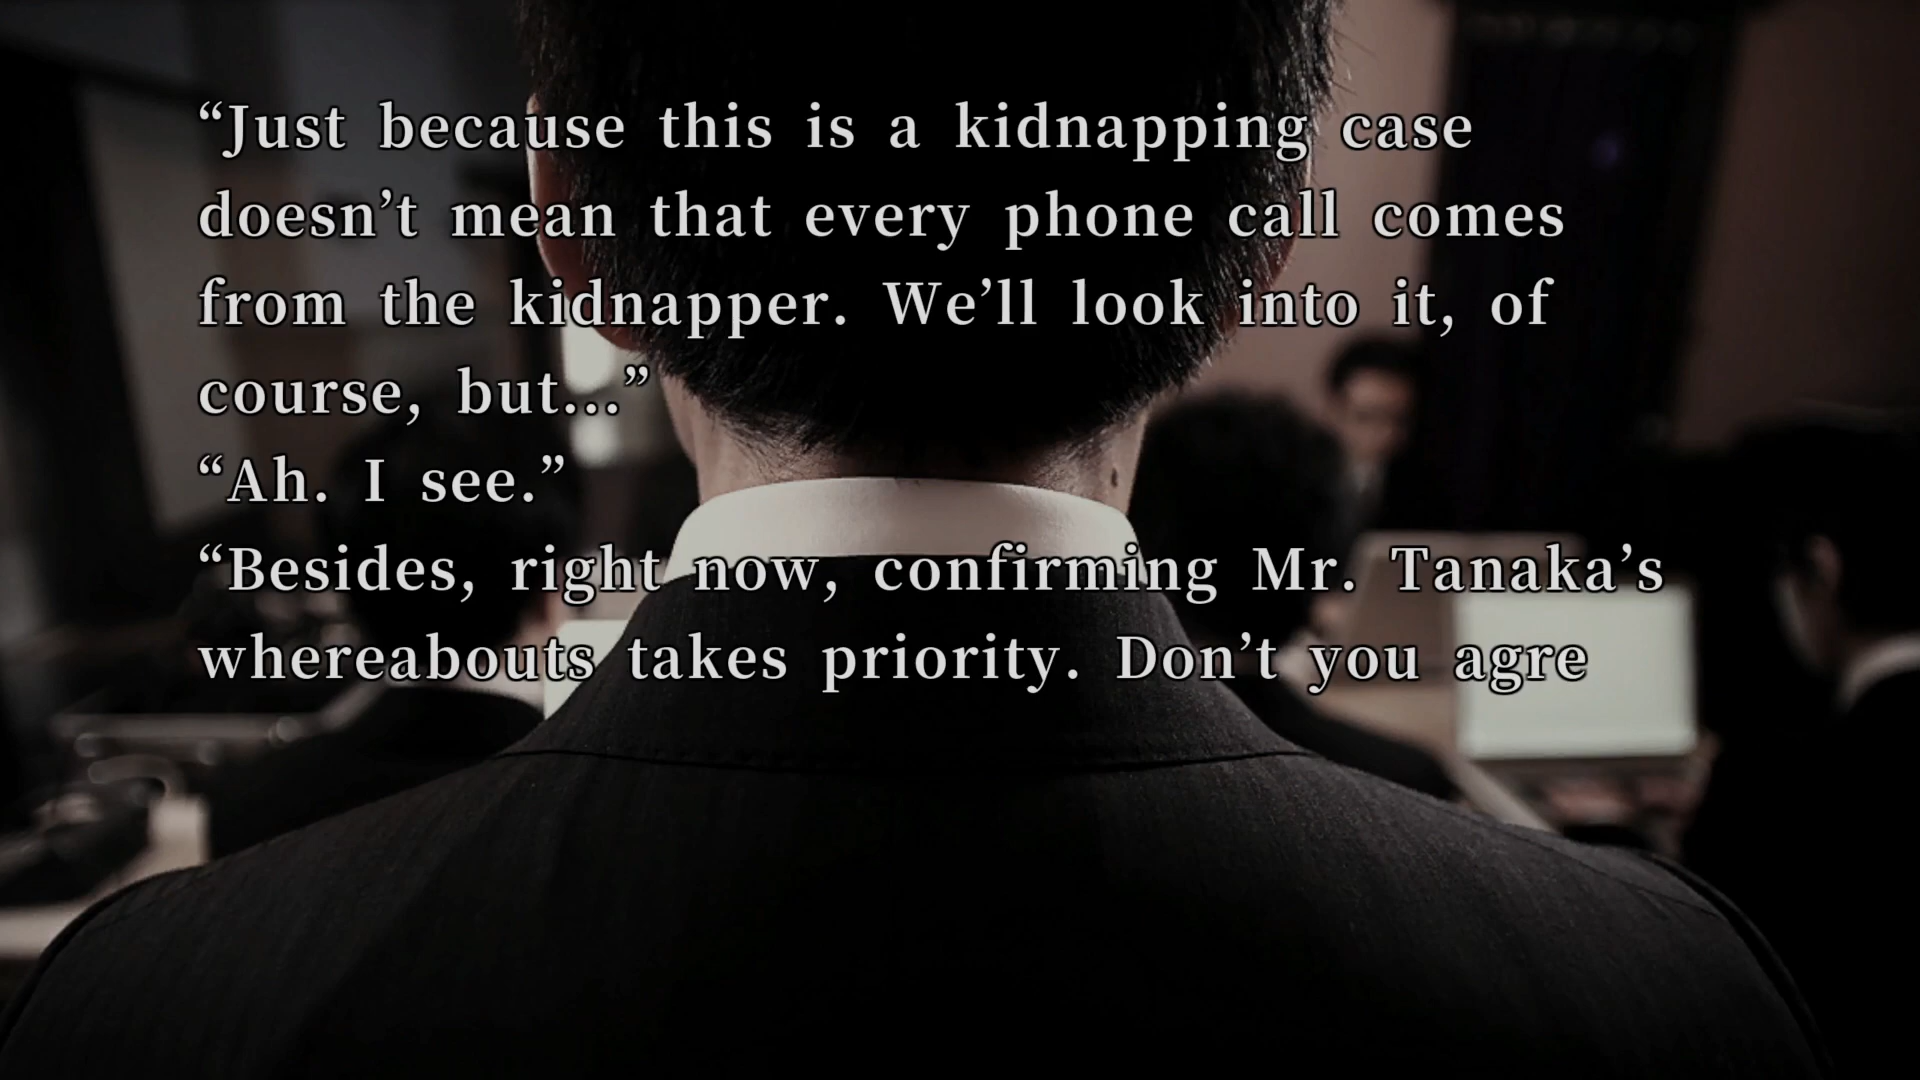 “Just because this is a kidnapping case
doesn’t mean that every phone call comes
from the kidnapper. We’ll look into it, of
course, but...”
“Ah. I see.”
“Besides, right now, confirming Mr. Tanaka’s
whereabouts takes priority. Don’t you agre